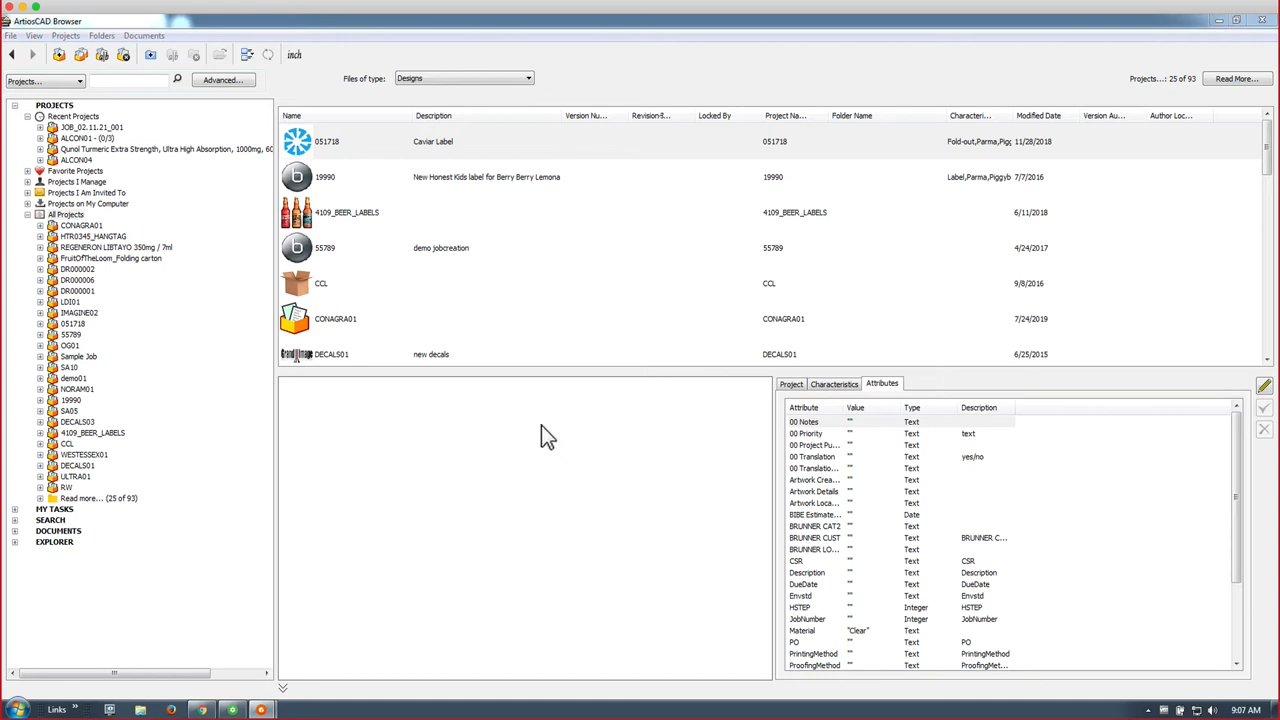 ArtiosCAD Browser
File View Projects Folders Documents
inch
Projects... Advanced... Files of type: Designs Projects...: 25 of 93 Read More...
PROJECTS
Recent Projects
JOB_02.11.21_001
ALCON01 - (0/3)
Qunol Turmeric Extra Strength, Ultra High Absorption, 1000mg, 60
ALCON04
Favorite Projects
Projects I Manage
Projects I Am Invited To
Projects on My Computer
All Projects
CONAGRA01
HTR0345_HANGTAG
REGENERON LIBTAYO 350mg / 7ml
FruitOfTheLoom_Folding carton
DR000002
DR000006
DR000001
LDI01
IMAGINE02
051718
55789
OG01
Sample Job
SA10
demo01
NORAM01
19990
SA05
DECALS03
4109_BEER_LABELS
CCL
WESTESSEX01
DECALS01
ULTRA01
RW
Read more... (25 of 93)
MY TASKS
SEARCH
DOCUMENTS
EXPLORER
Name Description Version Nu... Revision... Locked By Project Na... Folder Name Characteri... Modified Date Version Au... Author Loc...
051718 Caviar Label 051718 Fold-out,Parma,Pigg 11/28/2018
b 19990 New Honest Kids label for Berry Berry Lemona 19990 Label,Parma,Piggyb 7/7/2016
4109_BEER_LABELS 4109_BEER_LABELS 6/11/2018
b 55789 demo jobcreation 55789 4/24/2017
CCL CCL 9/8/2016
CONAGRA01 CONAGRA01 7/24/2019
DECALS01 new decals DECALS01 6/25/2015
Project Characteristics Attributes
Attribute Value Type Description
00 Notes "" Text
00 Priority "" Text text
00 Project Pu... "" Text
00 Translation "" Text yes/no
00 Translatio... "" Text
Artwork Crea... "" Text
Artwork Details "" Text
Artwork Loca... "" Text
BIBE Estimate... "" Date
BRUNNER CAT2 "" Text
BRUNNER CUST "" Text BRUNNER C...
BRUNNER LO... "" Text
CSR "" Text CSR
Description "" Text Description
DueDate "" Text DueDate
Envstd "" Text Envstd
HSTEP "" Integer HSTEP
JobNumber "" Integer JobNumber
Material "Clear" Text
PO "" Text PO
PrintingMethod "" Text PrintingMethod
ProofingMethod "" Text ProofingMet...
Links » 9:07 AM